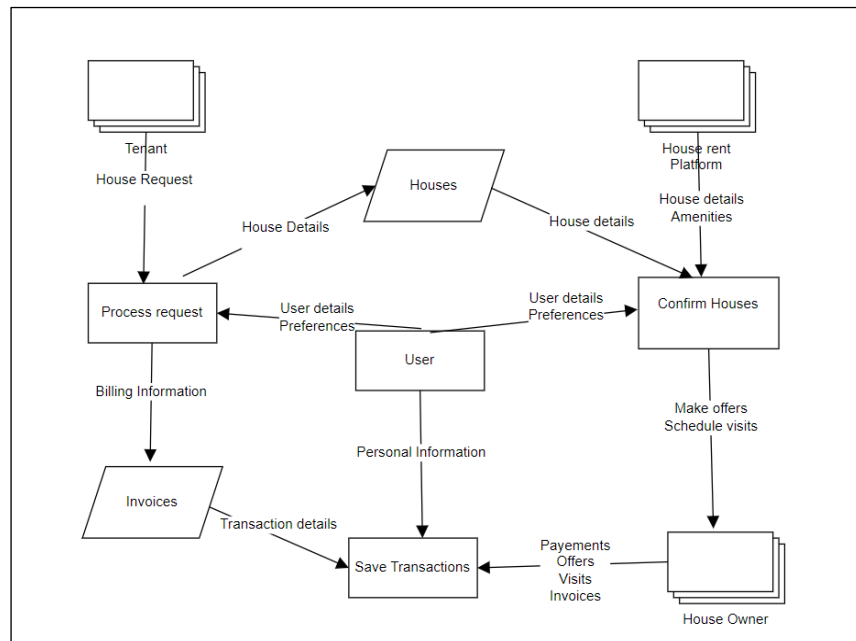 Tenant
House Request
House rent
Platform
Houses
House details
Amenities
House Details
House details
Process request
User details
Preferences
User details
Preferences
Confirm Houses
User
Billing Information
Make offers
Schedule visits
Personal Information
Invoices
Transaction details
Save Transactions
Payements
Offers
Visits
Invoices
House Owner